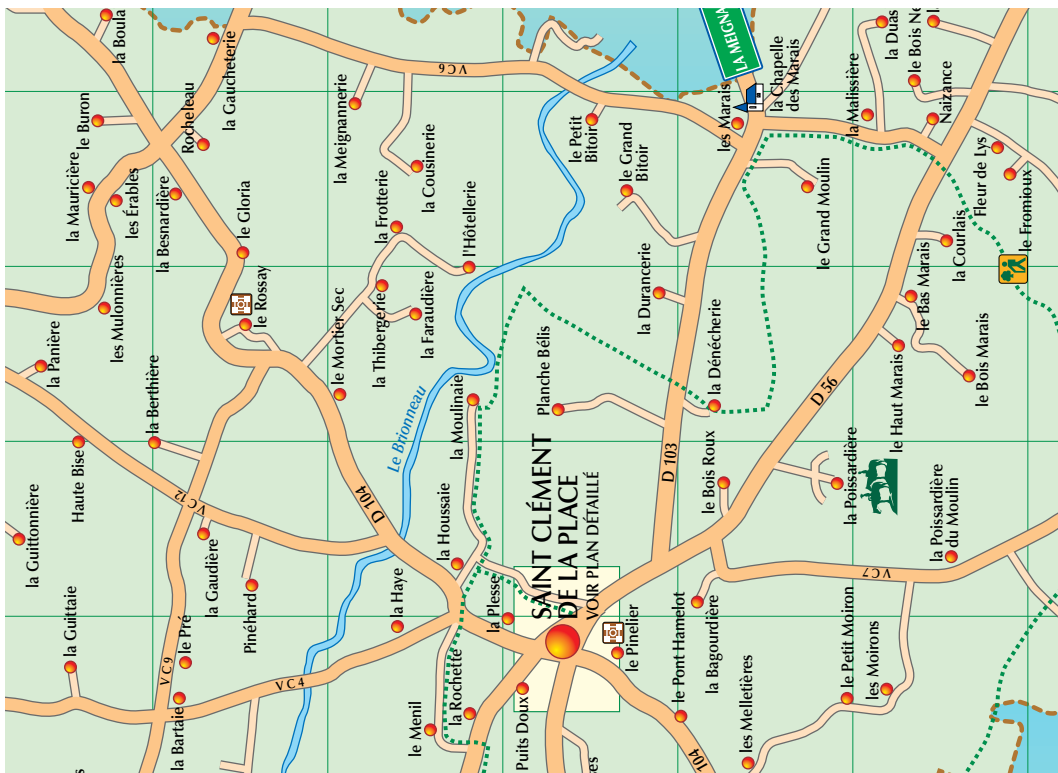 la Boula
la Gaucheterie
le Buron
Rocheleau
la Mauricière
les Érables
la Besnardière
le Gloria
les Mulonnières
le Rossay
la Panière
la Berthière
Haute Bise
la Guittonnière
VC12
la Gaudière
Pinéhard
la Guittaie
le Pré
VC9
la Bartaie
VC4
VC6
la Meignannerie
la Cousinerie
la Frotterie
l'Hôtellerie
la Thibergerie
la Faraudière
le Mortier Sec
D 104
Le Brionneau
la Moulinaie
la Houssaie
la Haye
la Plesse
la Rochette
le Menil
Puits Doux
SAINT CLÉMENT
DE LA PLACE
VOIR PLAN DÉTAILLÉ
Planche Bélis
le Petit
Bitoir
le Grand
Bitoir
les Marais
LA MEIGNA
la Chapelle
des Marais
la Malissière
la Duas
le Bois Ne
Naizance
Fleur de Lys
le Fromioux
le Grand Moulin
la Courlais
le Bas Marais
le Haut Marais
le Bois Marais
la Durancerie
la Dénécherie
D 103
D 56
le Bois Roux
la Poissardière
la Poissardière
du Moulin
VC7
le Pinelier
le Pont Hamelot
la Bagourdière
le Petit Moiron
les Moirons
les Melletières
104
ses
s